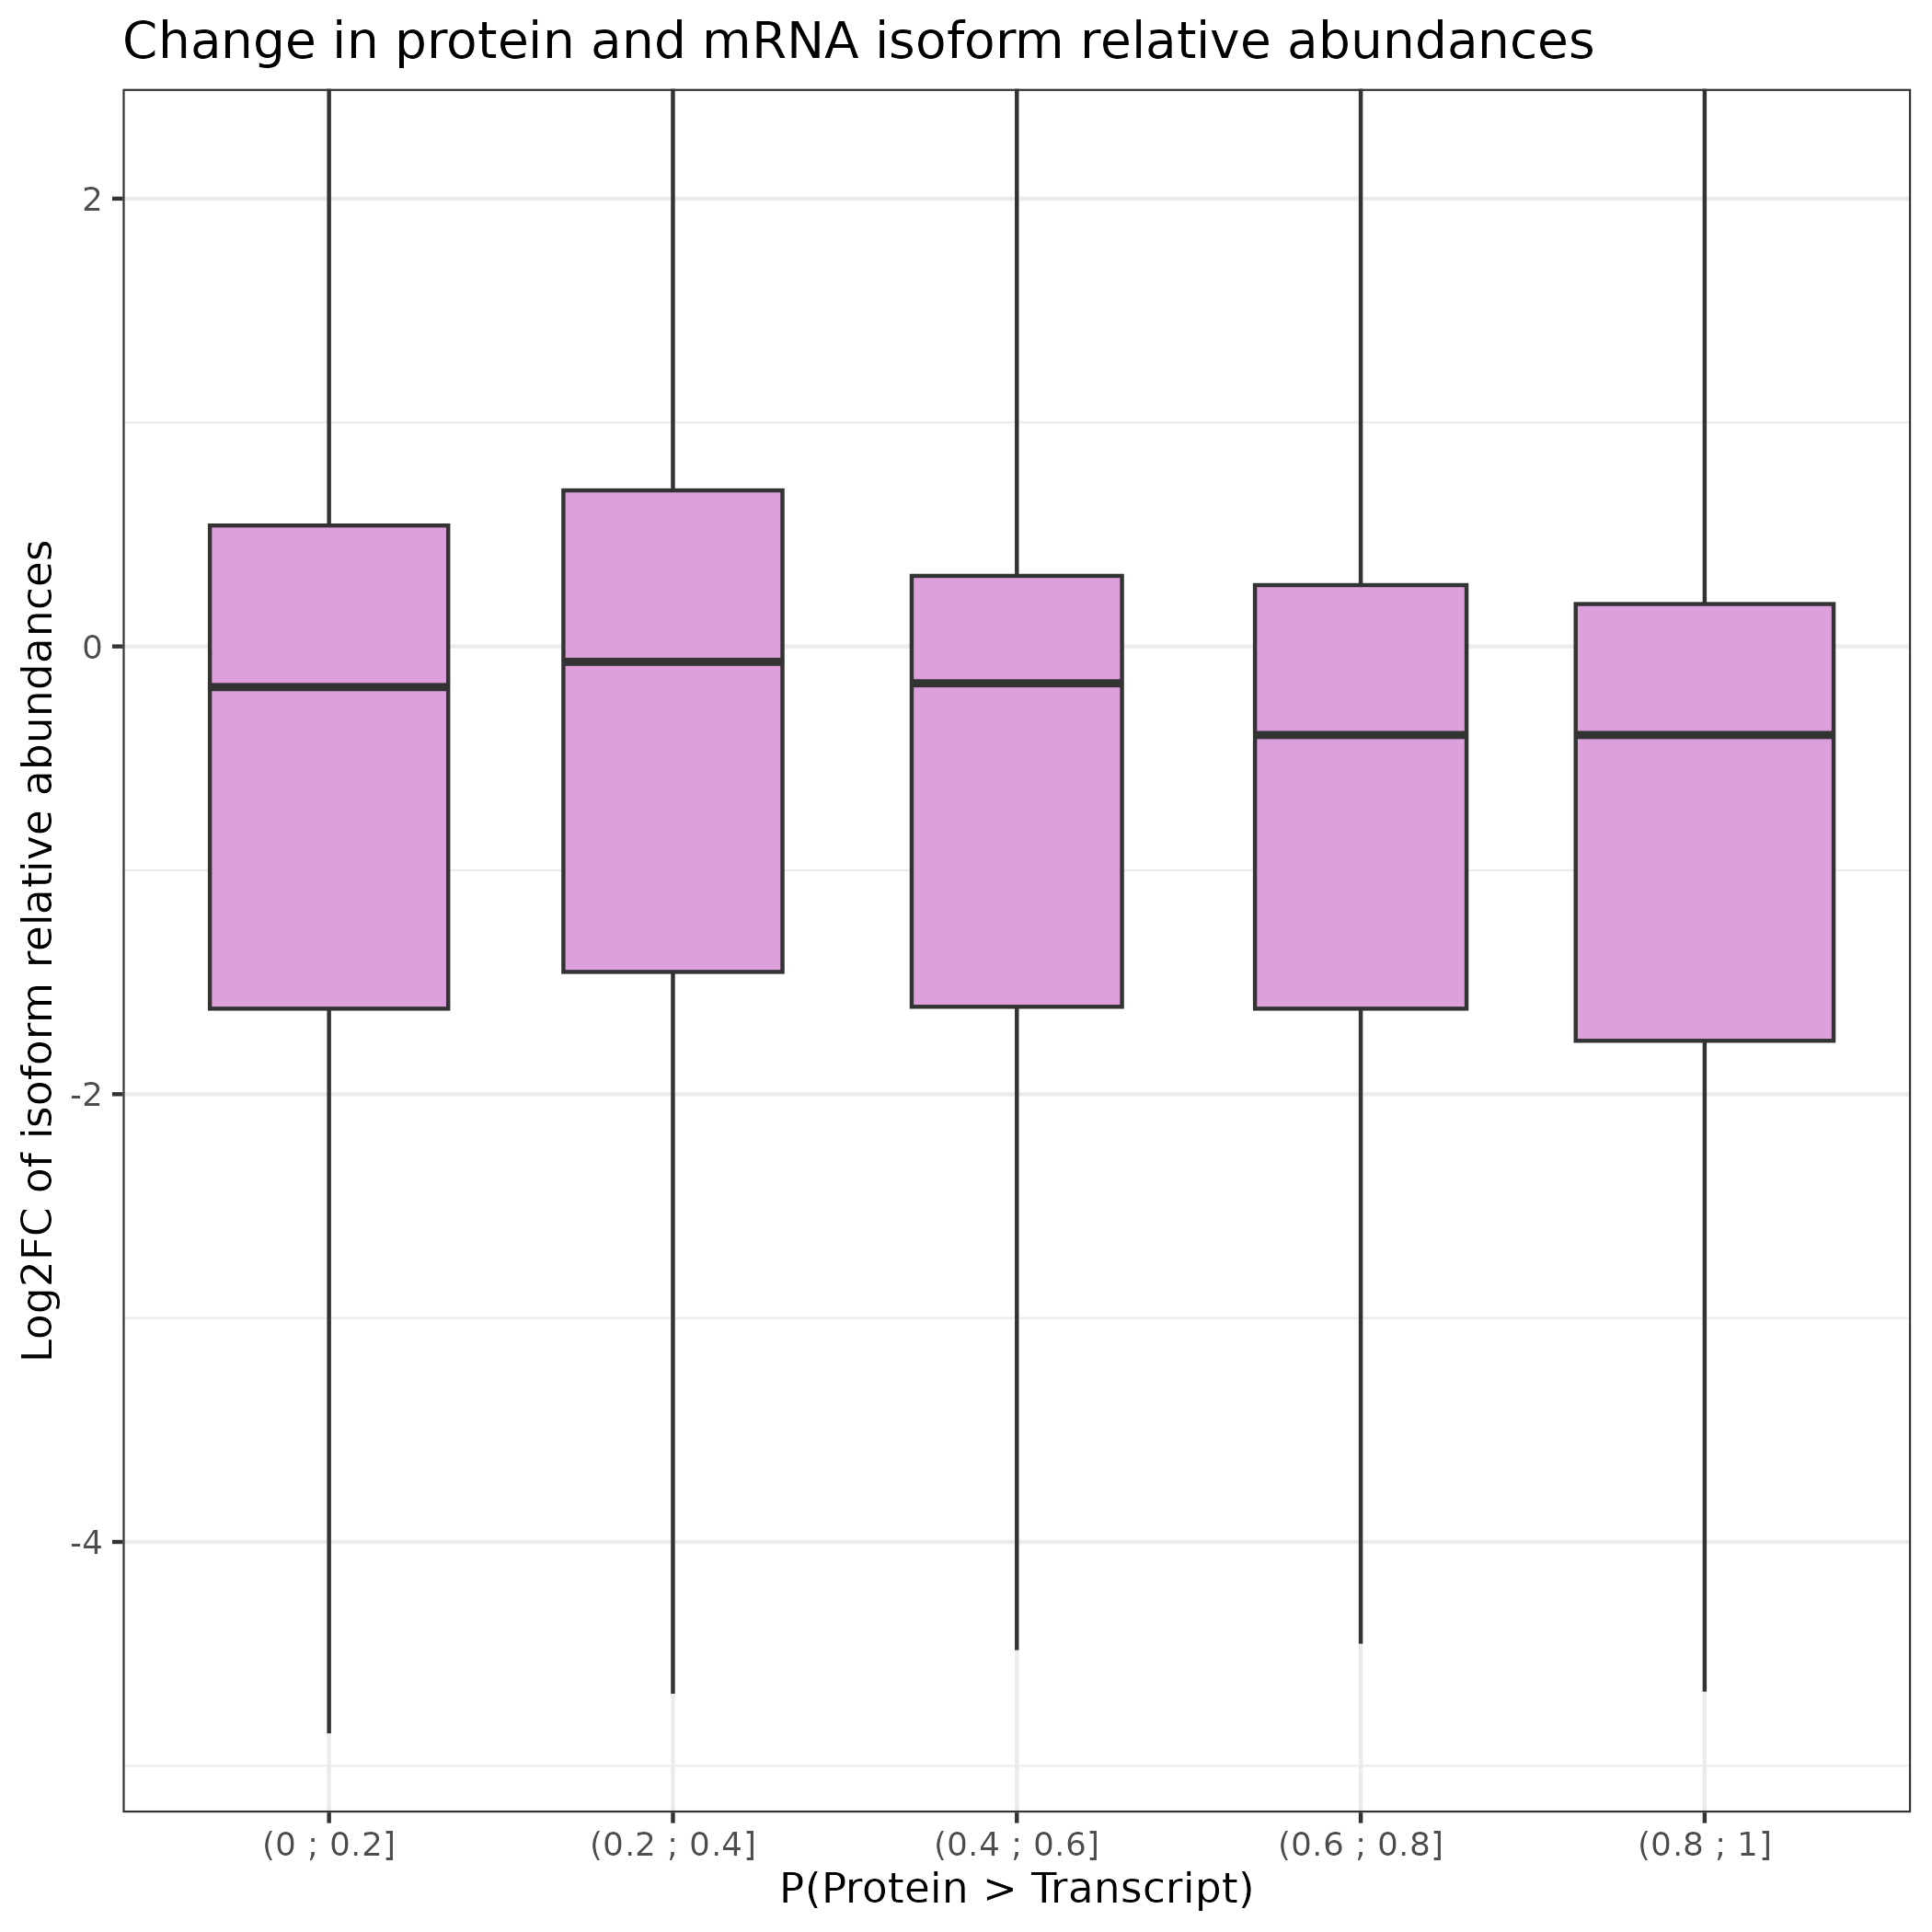 Change in protein and mRNA isoform relative abundances
Log2FC of isoform relative abundances
2
0
-2
-4
(0 ; 0.2]
(0.2 ; 0.4]
(0.4 ; 0.6]
(0.6 ; 0.8]
(0.8 ; 1]
P(Protein > Transcript)